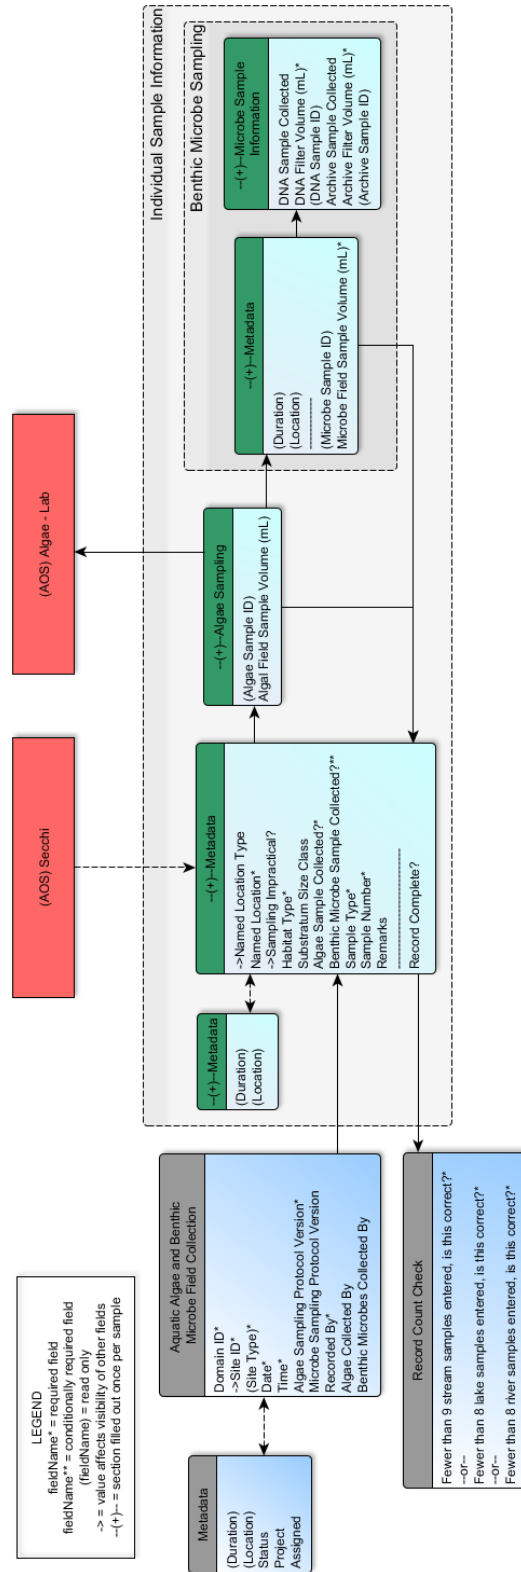 LEGEND
fieldName* = required field
fieldName** = conditionally required field
(fieldName) = read only
-> = value affects visibility of other fields
--(+)-- = section filled out once per sample
Metadata
(Duration)
(Location)
Status
Project
Assigned
Aquatic Algae and Benthic
Microbe Field Collection
Domain ID*
->Site ID*
(Site Type)*
Date*
Time*
Algae Sampling Protocol Version*
Microbe Sampling Protocol Version
Recorded By*
Algae Collected By
Benthic Microbes Collected By
Record Count Check
Fewer than 9 stream samples entered, is this correct?*
--or--
Fewer than 8 lake samples entered, is this correct?*
--or--
Fewer than 8 river samples entered, is this correct?*
(AOS) Secchi
(AOS) Algae - Lab
Individual Sample Information
--(+)--Metadata
(Duration)
(Location)
--(+)--Metadata
->Named Location Type
Named Location*
->Sampling Impractical?
Habitat Type*
Substratum Size Class
Algae Sample Collected?*
Benthic Microbe Sample Collected?**
Sample Type*
Sample Number*
Remarks
--------------------
Record Complete?
--(+)--Algae Sampling
(Algae Sample ID)
Algal Field Sample Volume (mL)
Benthic Microbe Sampling
--(+)--Metadata
(Duration)
(Location)
--------------------
(Microbe Sample ID)
Microbe Field Sample Volume (mL)*
--(+)--Microbe Sample
Information
DNA Sample Collected
DNA Filter Volume (mL)*
(DNA Sample ID)
Archive Sample Collected
Archive Filter Volume (mL)*
(Archive Sample ID)